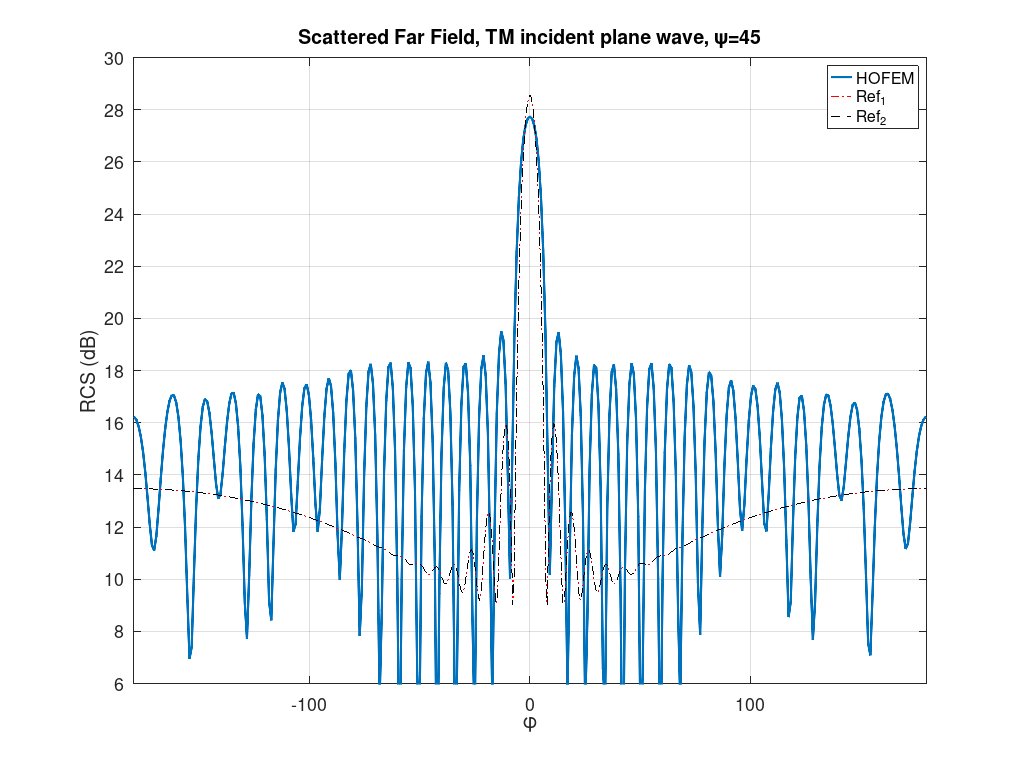 Scattered Far Field, TM incident plane wave, ψ=45
30
28
26
24
22
20
18
16
14
12
10
8
6
RCS (dB)
-100
0
100
φ
HOFEM
Ref₁
Ref₂